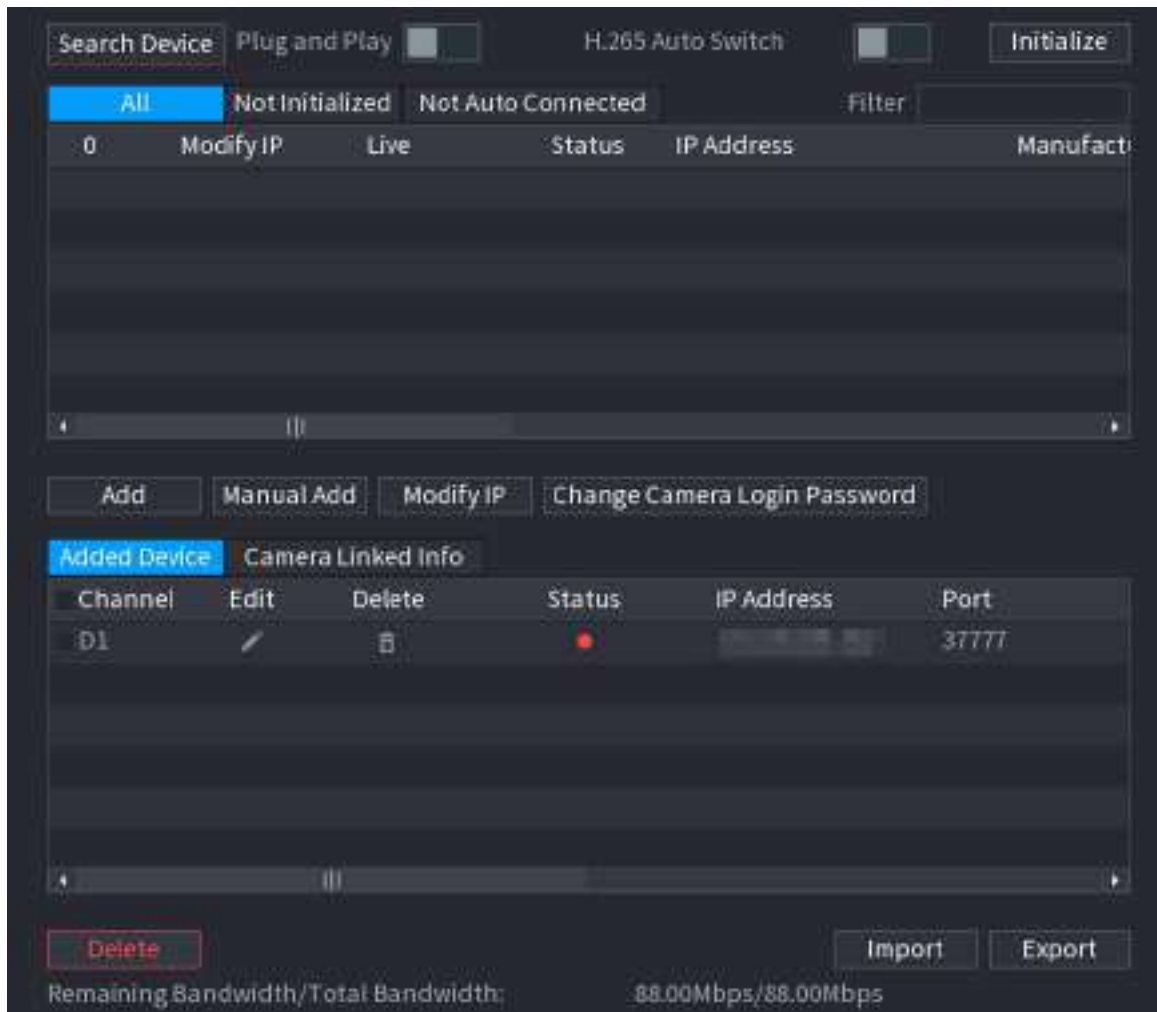 Search Device Plug and Play H.265 Auto Switch Initialize
All Not Initialized Not Auto Connected Filter
0 Modify IP Live Status IP Address Manufact
Add Manual Add Modify IP Change Camera Login Password
Added Device Camera Linked Info
Channel Edit Delete Status IP Address Port
D1 37777
Delete Import Export
Remaining Bandwidth/Total Bandwidth: 88.00Mbps/88.00Mbps